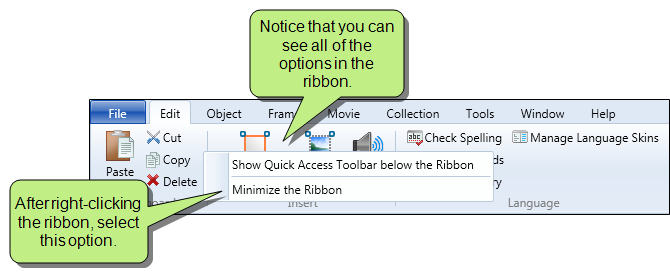 Notice that you can
see all of the
options in the
ribbon.
File Edit Object Fram Movie Collection Tools Window Help
Cut
Copy
Delete
Paste
Check Spelling
Manage Language Skins
Show Quick Access Toolbar below the Ribbon
Minimize the Ribbon
Insert
Language
After right-clicking
the ribbon, select
this option.